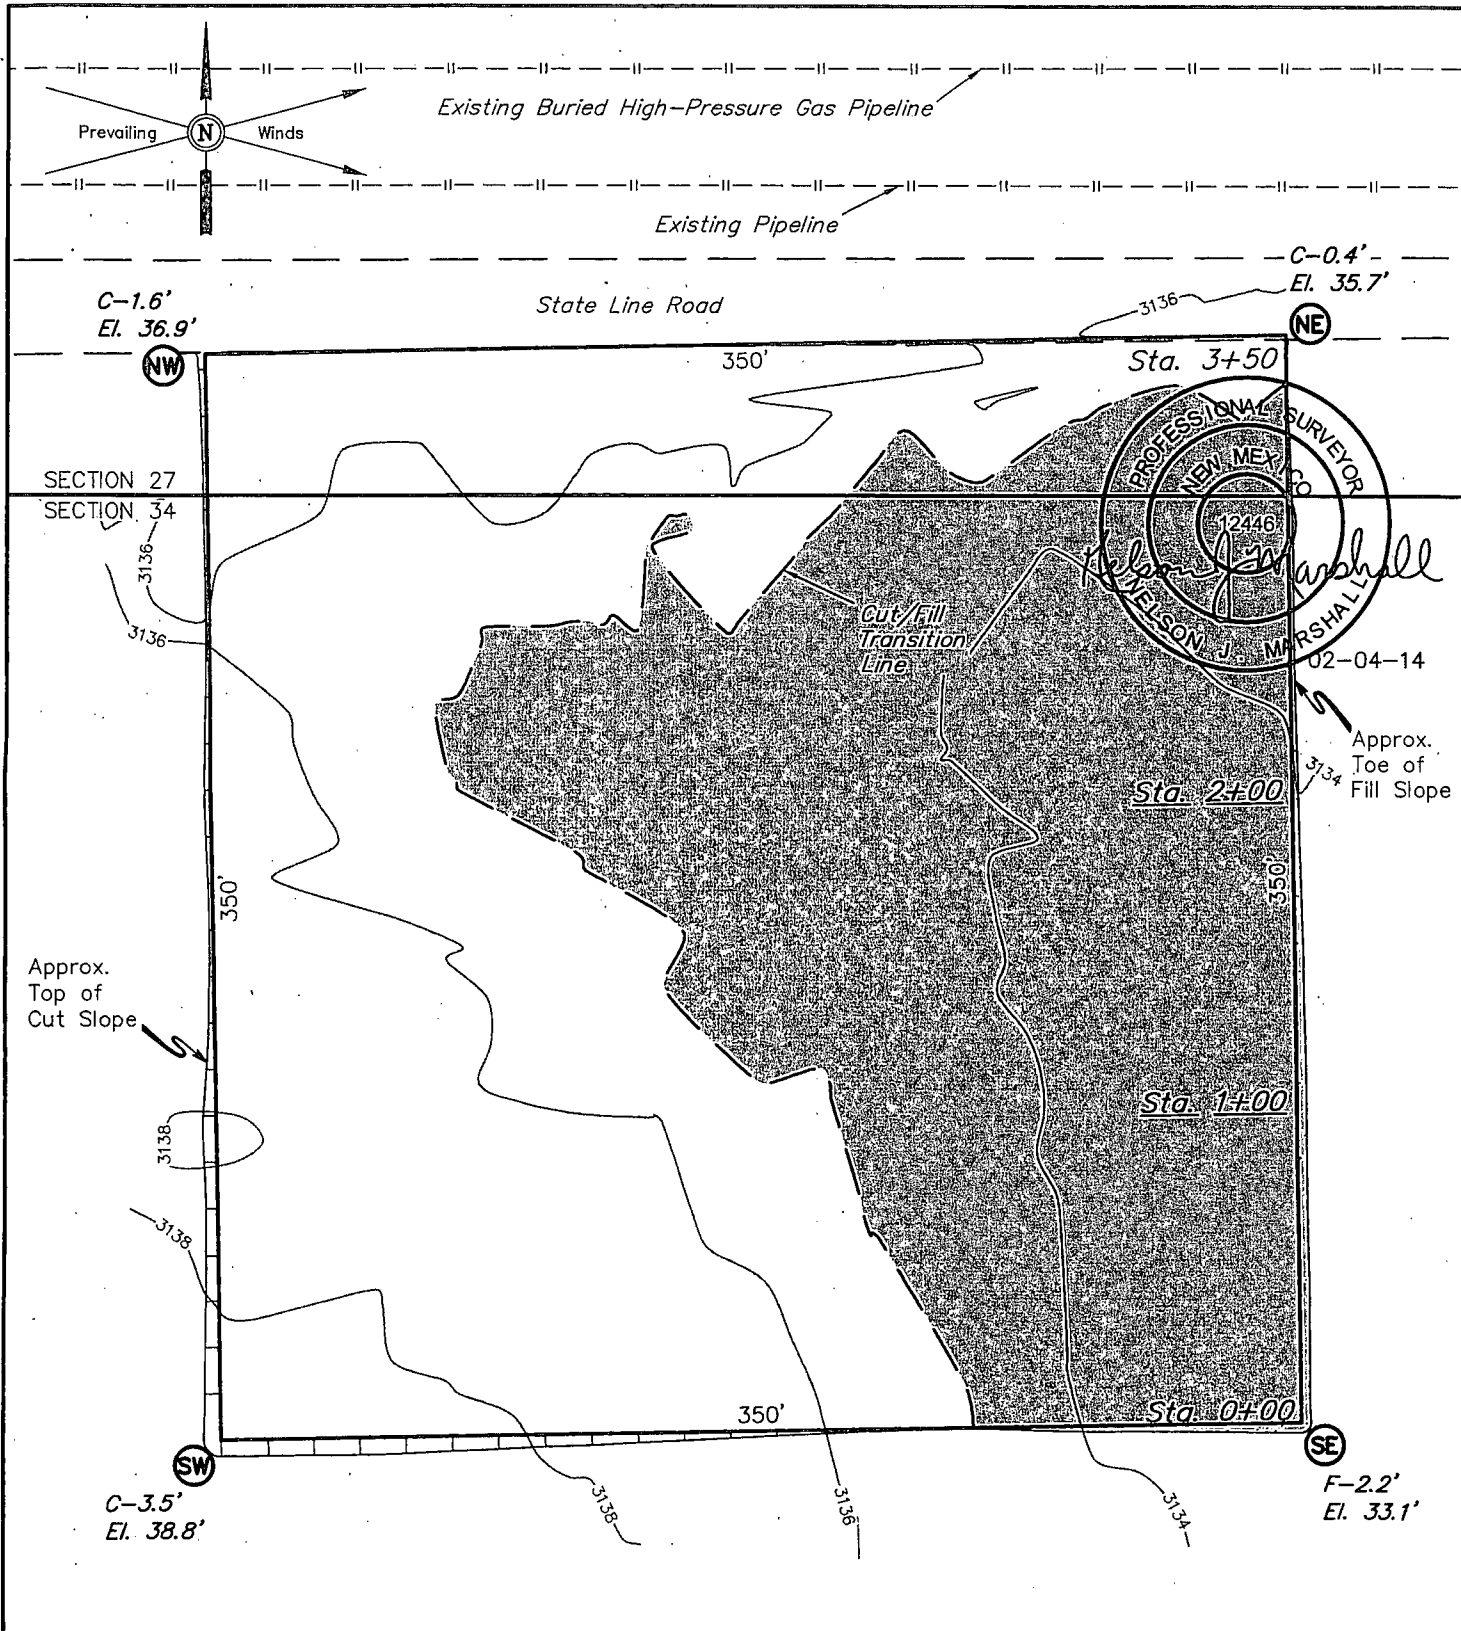 Existing Buried High-Pressure Gas Pipeline
Prevailing
N
Winds
Existing Pipeline
C-0.4'
El. 35.7'
C-1.6'
El. 36.9'
State Line Road
3136
NE
NW
350'
Sta. 3+50
PROFESSIONAL SURVEYOR
NEW MEXICO
12446
Nelson J. Marshall
NELSON J. MARSHALL
02-04-14
SECTION 27
SECTION 34
3136
3136
Cut/Fill
Transition
Line
Approx.
Toe of
Fill Slope
3134
Sta. 2+00
350'
350'
Approx.
Top of
Cut Slope
Sta. 1+00
3138
3138
350'
Sta. 0+00
SW
SE
C-3.5'
El. 38.8'
3138
3136
3134
F-2.2'
El. 33.1'